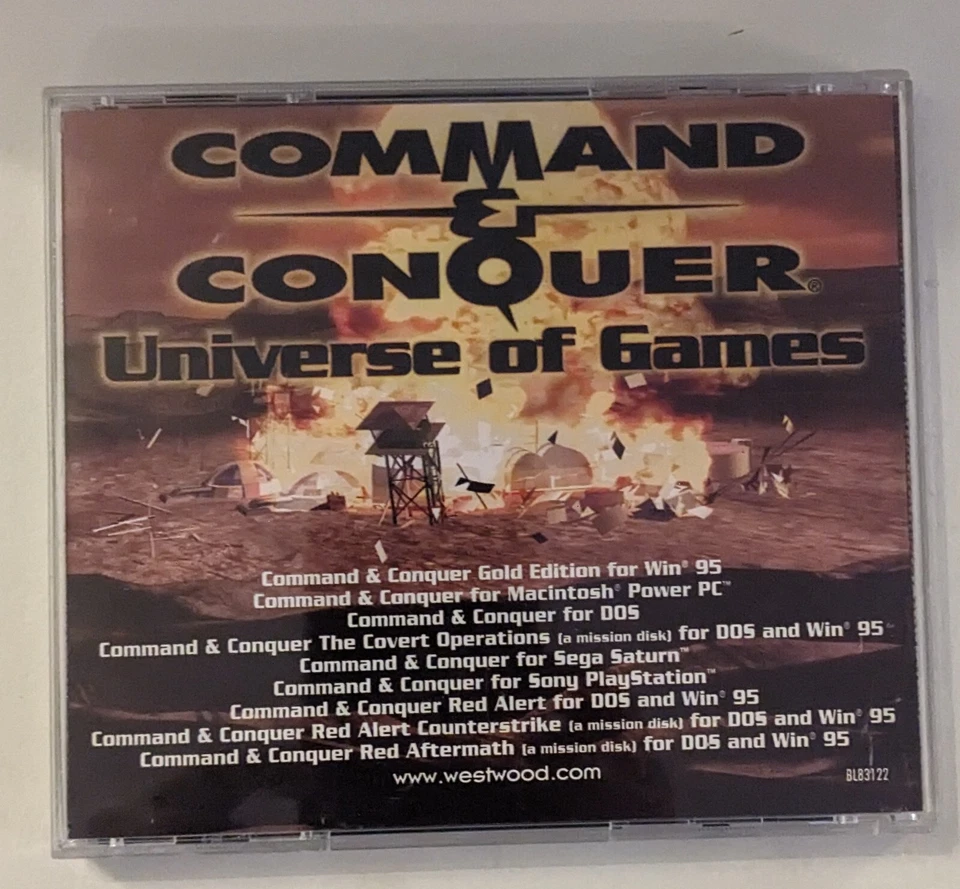 COMMAND
&
CONQUER®
Universe of Games
Command & Conquer Gold Edition for Win® 95
Command & Conquer for Macintosh® Power PC™
Command & Conquer for DOS
Command & Conquer The Covert Operations (a mission disk) for DOS and Win® 95
Command & Conquer for Sega Saturn™
Command & Conquer for Sony PlayStation™
Command & Conquer Red Alert for DOS and Win® 95
Command & Conquer Red Alert Counterstrike (a mission disk) for DOS and Win® 95
Command & Conquer Red Aftermath (a mission disk) for DOS and Win® 95
www.westwood.com
BL83122